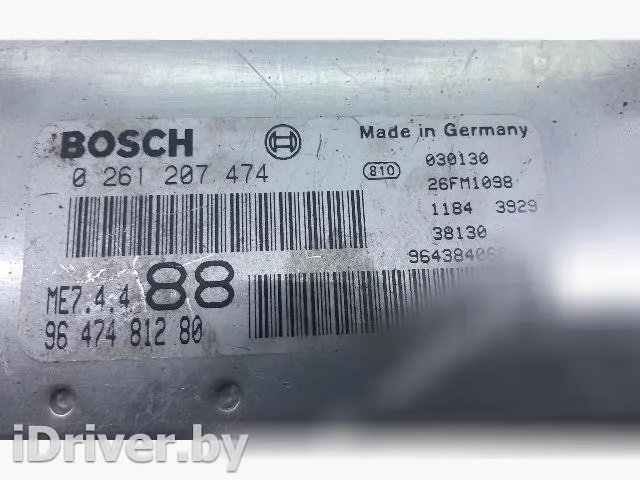 BOSCH
0 261 207 474
ME7.4.4 88
96 474 812 80
Made in Germany
810 030130
26FM1098
1184 3929
38130
iDriver.by